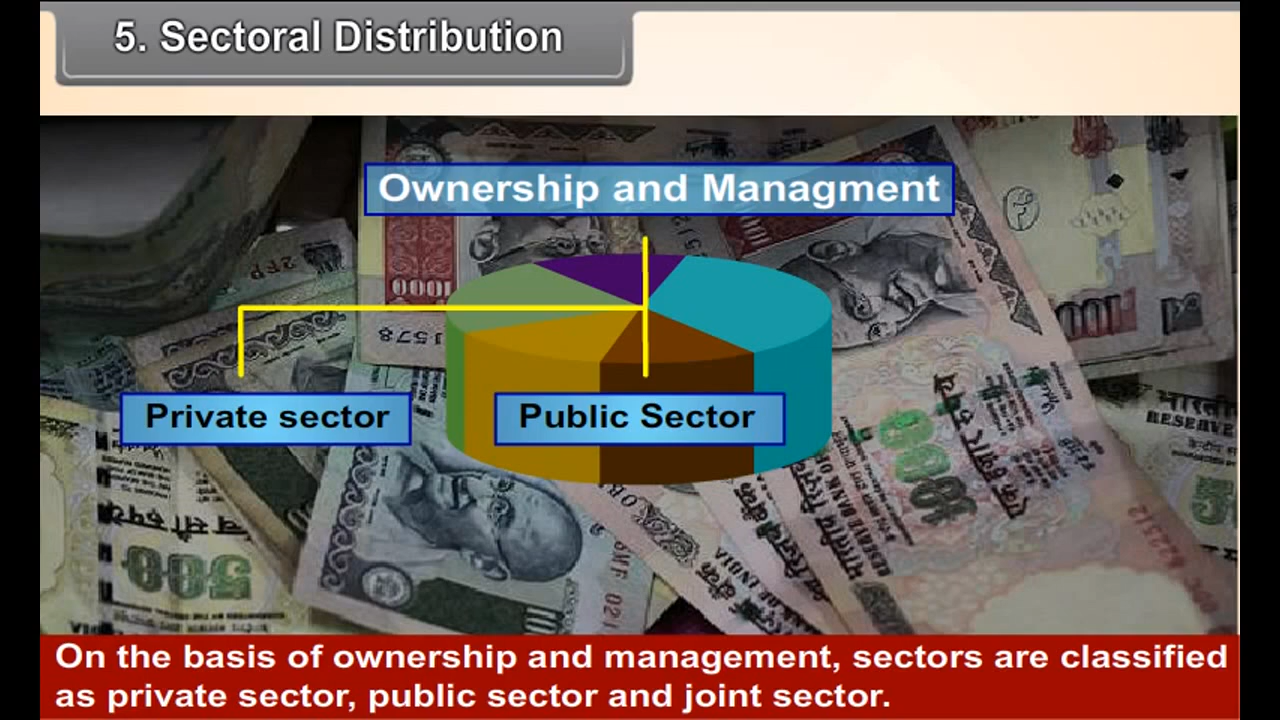 5. Sectoral Distribution
Ownership and Managment
Private sector
Public Sector
On the basis of ownership and management, sectors are classified
as private sector, public sector and joint sector.